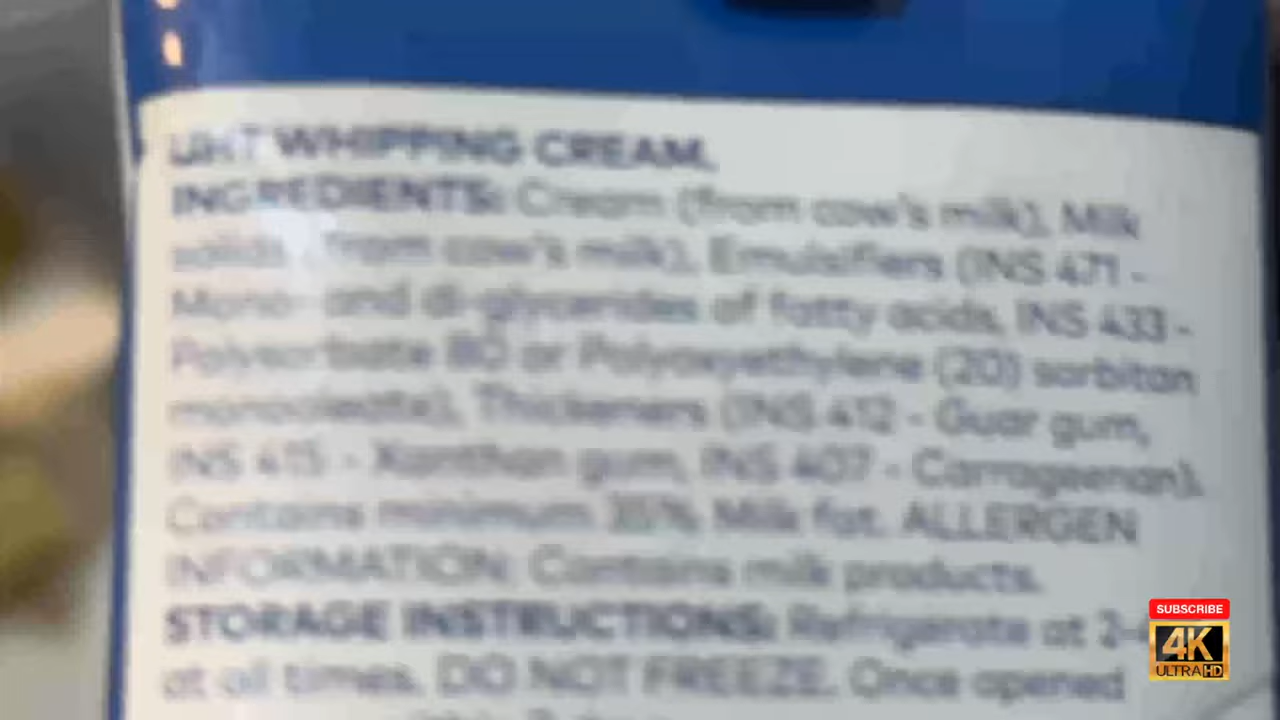 UHT WHIPPING CREAM.
INGREDIENTS: Cream (from cow's milk), Milk
solids (from cow's milk), Emulsifiers (INS 471 -
Mono- and di-glycerides of fatty acids, INS 433 -
Polysorbate 80 or Polyoxyethylene (20) sorbitan
monooleate), Thickeners (INS 412 - Guar gum,
INS 415 - Xanthan gum, INS 407 - Carrageenan).
Contains minimum 35% Milk fat. ALLERGEN
INFORMATION: Contains milk products.
STORAGE INSTRUCTIONS: Refrigerate at 2-
at all times. DO NOT FREEZE. Once opened
SUBSCRIBE
4K
ULTRA HD